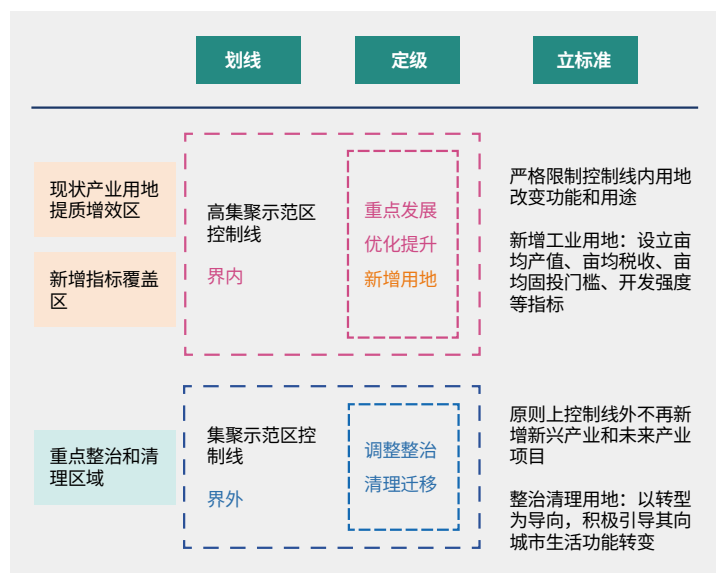 划线
定级
立标准
现状产业用地
提质增效区
新增指标覆盖
区
高集聚示范区
控制线
界内
重点发展
优化提升
新增用地
严格限制控制线内用地
改变功能和用途
新增工业用地：设立亩
均产值、亩均税收、亩
均固投门槛、开发强度
等指标
重点整治和清
理区域
集聚示范区控
制线
界外
调整整治
清理迁移
原则上控制线外不再新
增新兴产业和未来产业
项目
整治清理用地：以转型
为导向，积极引导其向
城市生活功能转变